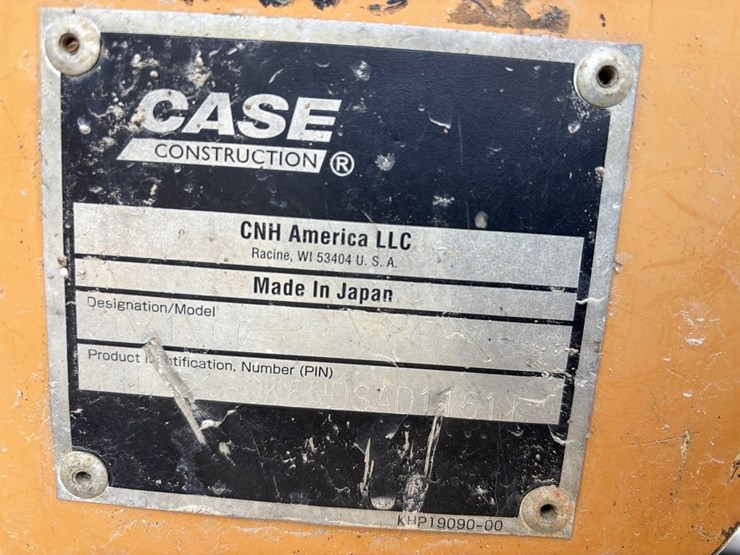 CASE
CONSTRUCTION ®
CNH America LLC
Racine, WI 53404 U. S. A.
Made In Japan
Designation/Model
Product Identification, Number (PIN)
KHP19090-00